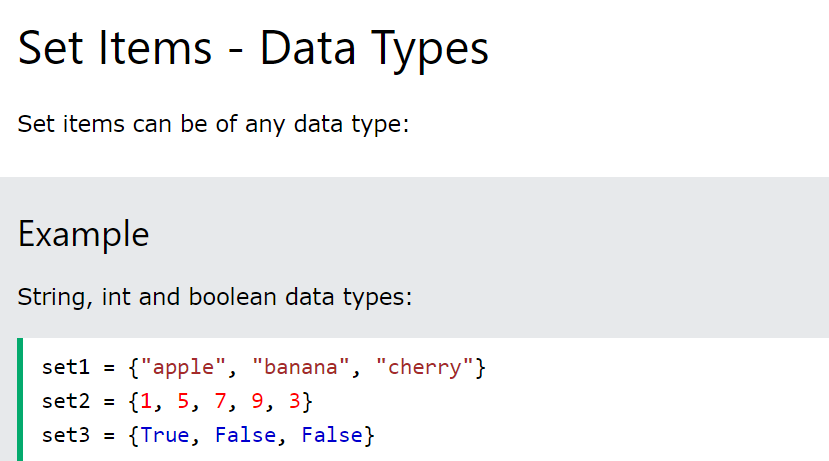 Set Items - Data Types
Set items can be of any data type:
Example
String, int and boolean data types:
set1 = {"apple", "banana", "cherry"}
set2 = {1, 5, 7, 9, 3}
set3 = {True, False, False}